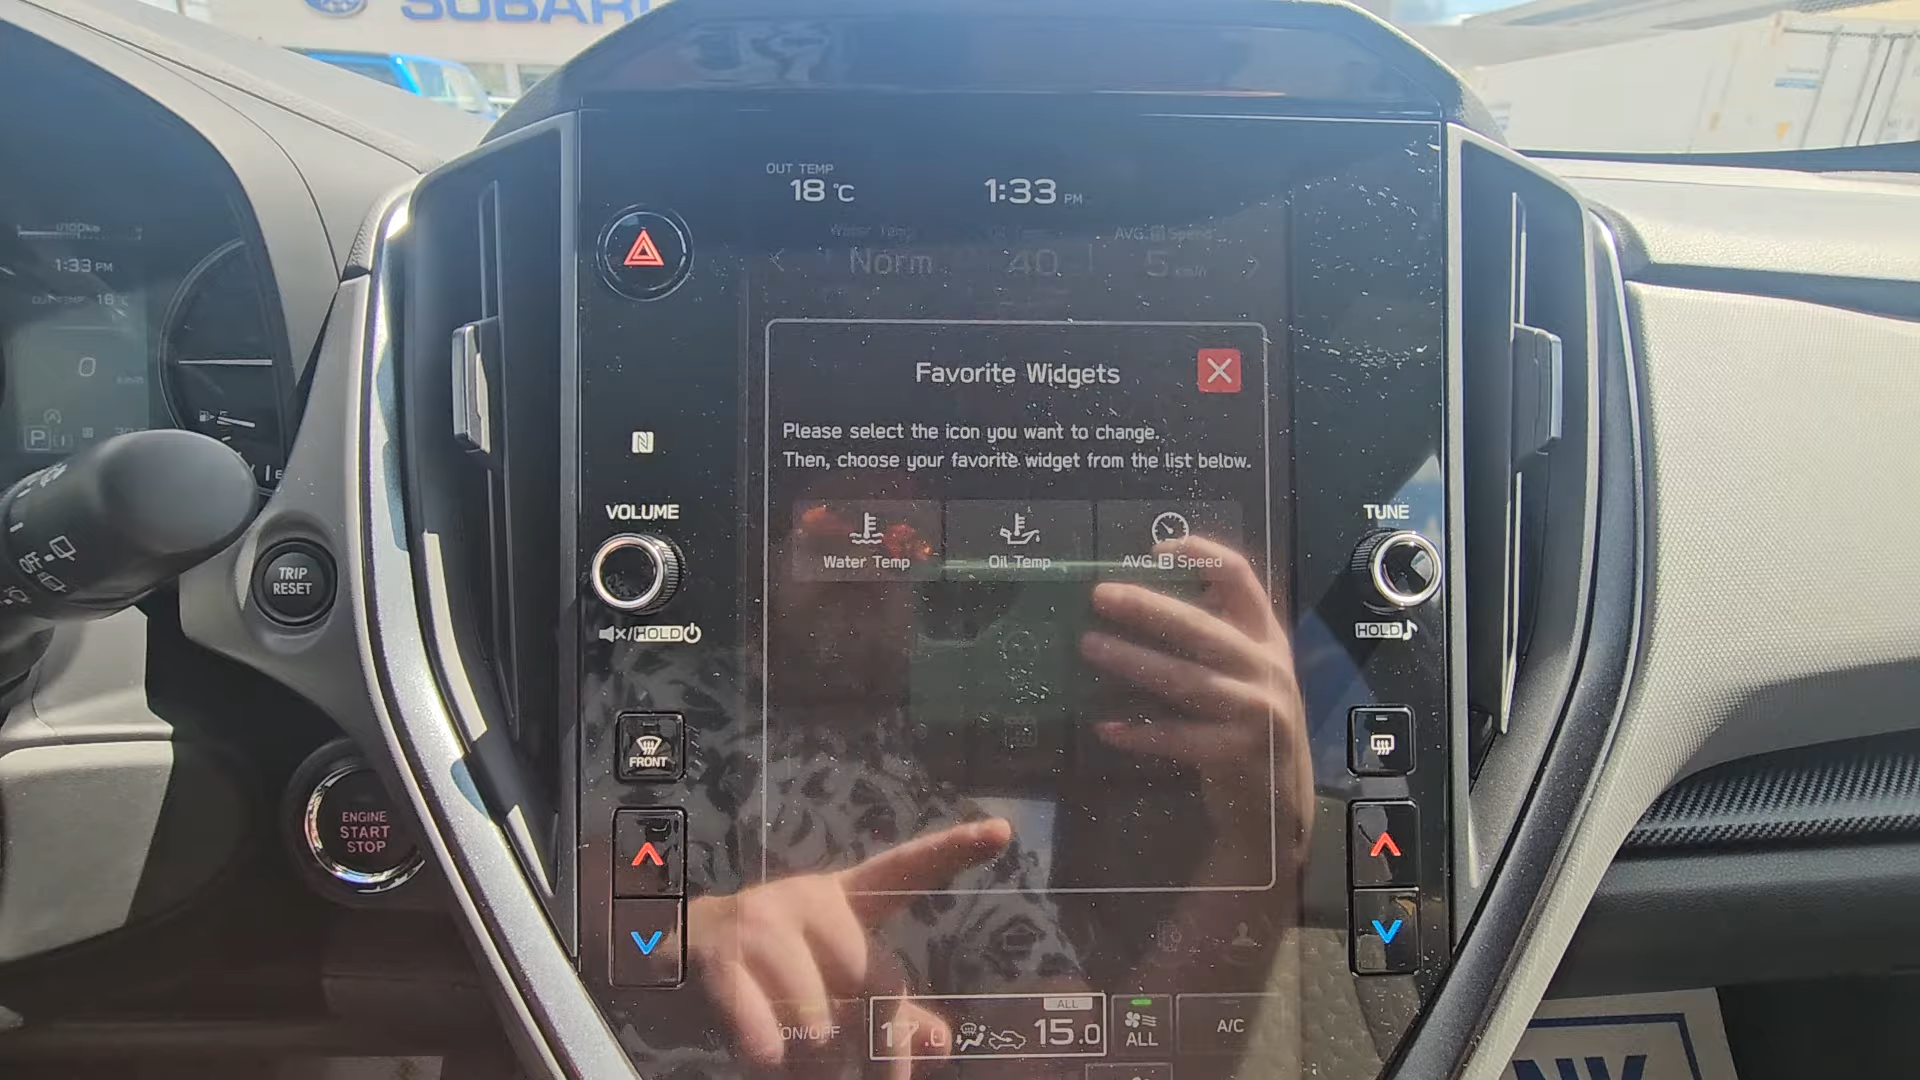 SUBARU
OUT TEMP
18 °C
1:33 PM
Water Temp
AVG. B Speed
Norm
40
5 km/h
1:33 PM
OUT TEMP 18 °C
0
km/h
P
Favorite Widgets
Please select the icon you want to change.
Then, choose your favorite widget from the list below.
Water Temp
Oil Temp
AVG. B Speed
VOLUME
HOLD
TUNE
HOLD
OFF
TRIP
RESET
FRONT
ENGINE
START
STOP
ON/OFF
17.0
ALL
15.0
ALL
A/C